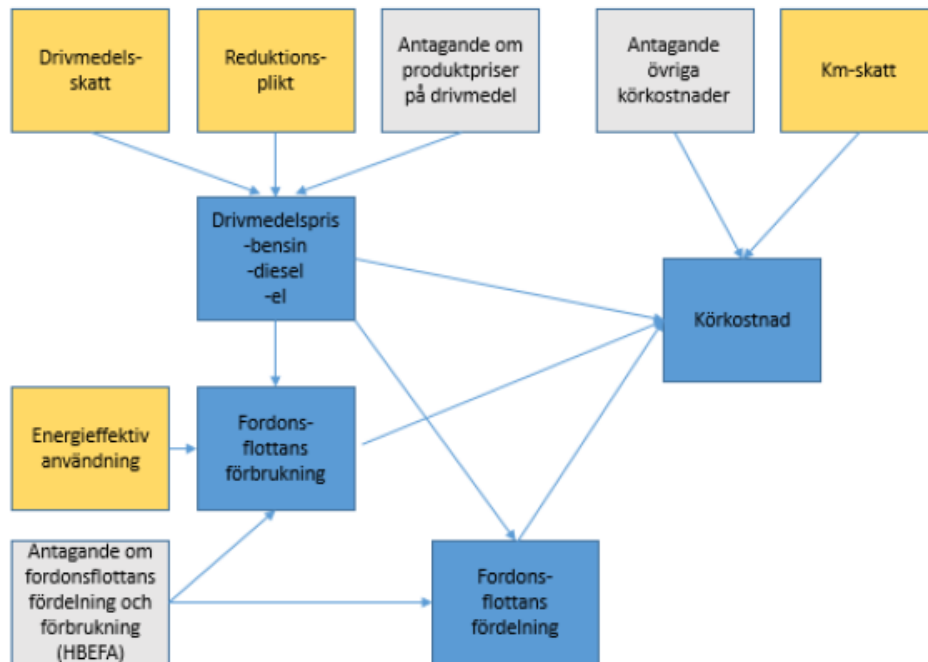 Drivmedels-
skatt
Reduktions-
plikt
Antagande om
produktpriser
på drivmedel
Antagande
övriga
körkostnader
Km-skatt
Drivmedelspris
-bensin
-diesel
-el
Körkostnad
Energieffektiv
användning
Fordons-
flottans
förbrukning
Antagande om
fordonsflottans
fördelning och
förbrukning
(HBEFA)
Fordons-
flottans
fördelning